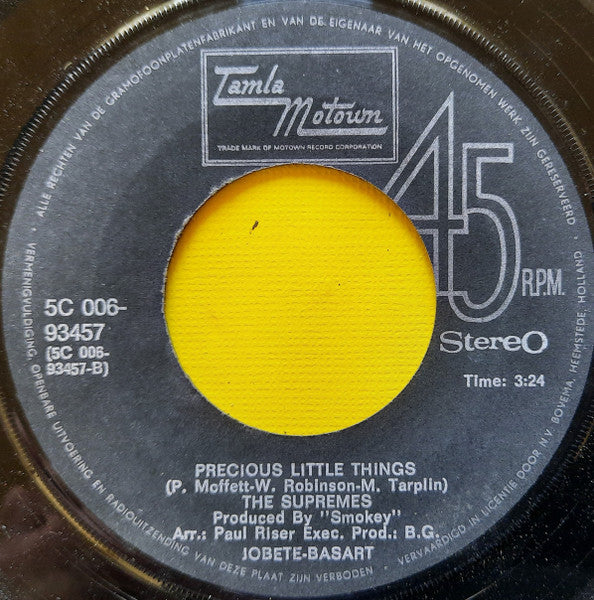 ALLE RECHTEN VAN DE GRAMOFOONPLATENFABRIKANT EN VAN DE EIGENAAR VAN HET OPGENOMEN WERK ZIJN GERESERVEERD
Tamla
Motown
TRADE MARK OF MOTOWN RECORD CORPORATION
45
R.P.M.
5C 006-
93457
(5C 006-
93457-B)
StereO
Time: 3:24
PRECIOUS LITTLE THINGS
(P. Moffett-W. Robinson-M. Tarplin)
THE SUPREMES
Produced By "Smokey"
Arr.: Paul Riser Exec. Prod.: B.G.
JOBETE-BASART
VERMENIGVULDIGING, OPENBARE UITVOERING EN RADIOUITZENDING VAN DEZE PLAAT ZIJN VERBODEN •
VERVAARDIGD IN LICENTIE DOOR N.V. BOVEMA, HEEMSTEDE, HOLLAND •